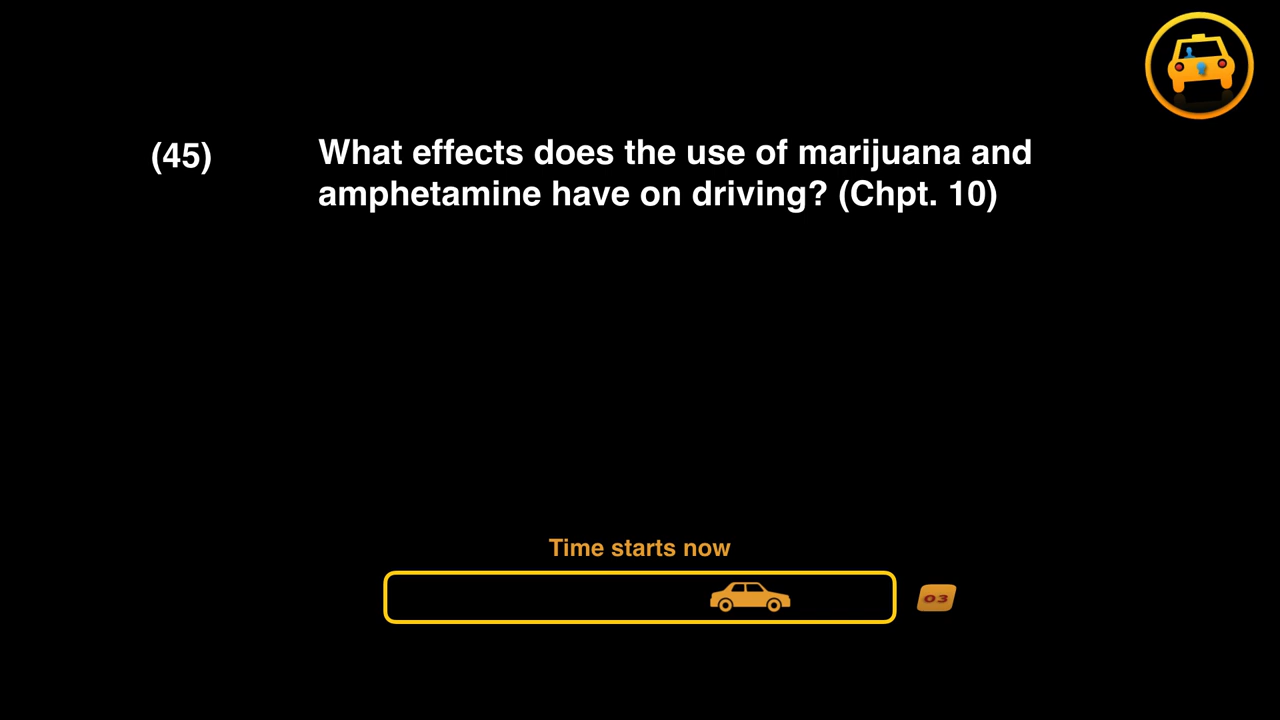 (45) What effects does the use of marijuana and
amphetamine have on driving? (Chpt. 10)
Time starts now
03